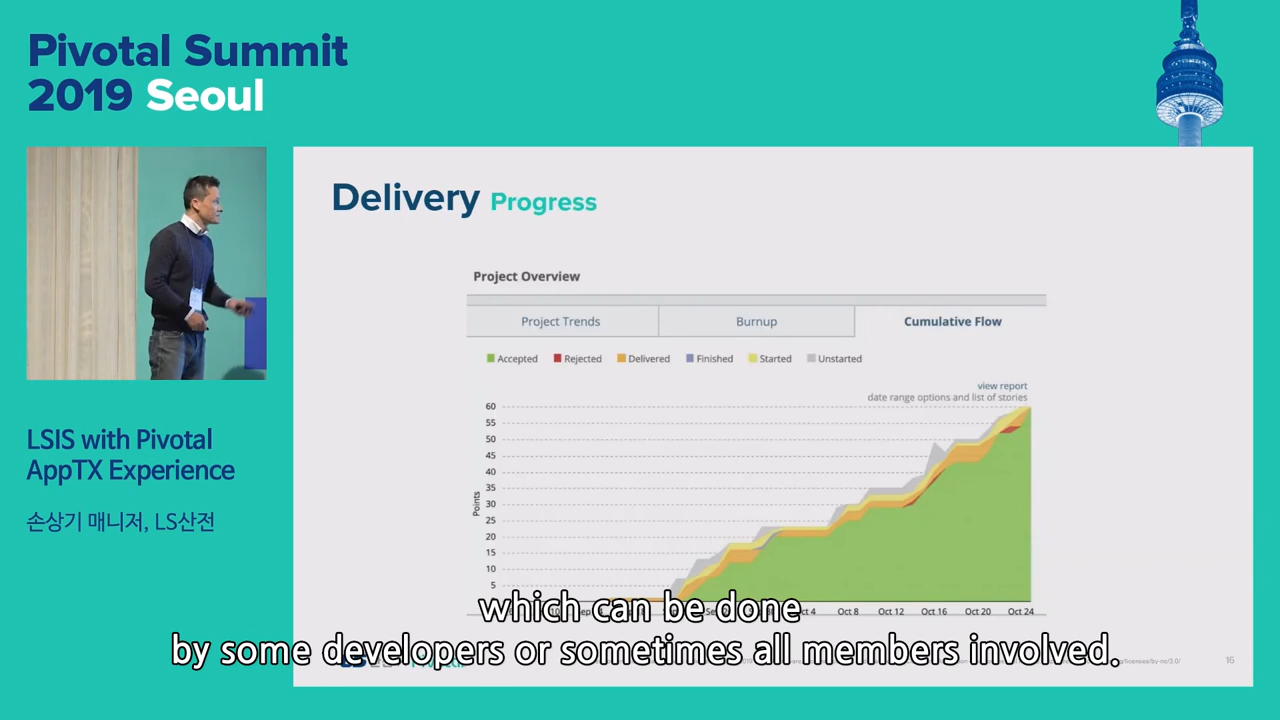 Pivotal Summit
2019 Seoul
LSIS with Pivotal
AppTX Experience
손상기 매니저, LS산전
Delivery Progress
Project Overview
Project Trends
Burnup
Cumulative Flow
Accepted Rejected Delivered Finished Started Unstarted
view report
date range options and list of stories
Points
60
55
50
45
40
35
30
25
20
15
10
5
Oct 8 Oct 12 Oct 16 Oct 20 Oct 24
which can be done
by some developers or sometimes all members involved.
16